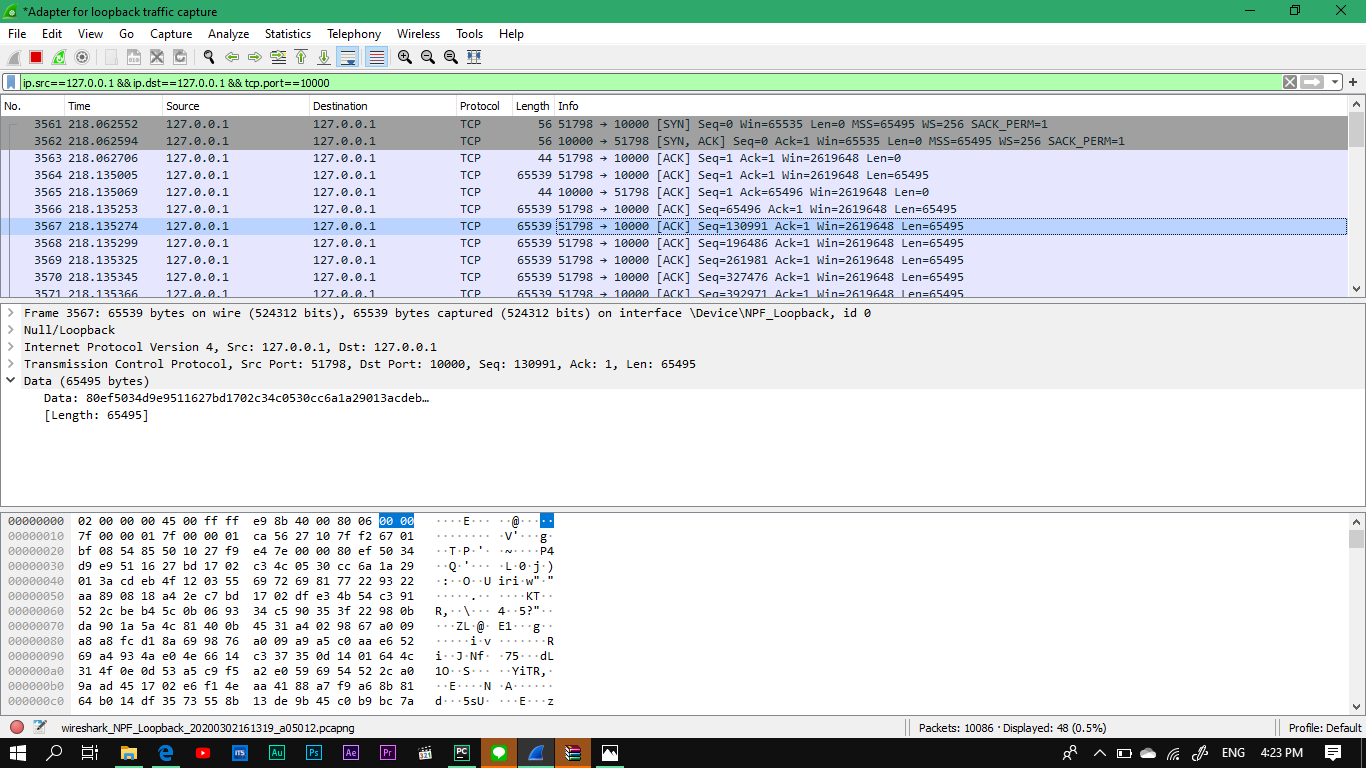 *Adapter for loopback traffic capture
File Edit View Go Capture Analyze Statistics Telephony Wireless Tools Help
ip.src==127.0.0.1 && ip.dst==127.0.0.1 && tcp.port==10000
No. Time Source Destination Protocol Length Info
3561 218.062552 127.0.0.1 127.0.0.1 TCP 56 51798 → 10000 [SYN] Seq=0 Win=65535 Len=0 MSS=65495 WS=256 SACK_PERM=1
3562 218.062594 127.0.0.1 127.0.0.1 TCP 56 10000 → 51798 [SYN, ACK] Seq=0 Ack=1 Win=65535 Len=0 MSS=65495 WS=256 SACK_PERM=1
3563 218.062706 127.0.0.1 127.0.0.1 TCP 44 51798 → 10000 [ACK] Seq=1 Ack=1 Win=2619648 Len=0
3564 218.135005 127.0.0.1 127.0.0.1 TCP 65539 51798 → 10000 [ACK] Seq=1 Ack=1 Win=2619648 Len=65495
3565 218.135069 127.0.0.1 127.0.0.1 TCP 44 10000 → 51798 [ACK] Seq=1 Ack=65496 Win=2619648 Len=0
3566 218.135253 127.0.0.1 127.0.0.1 TCP 65539 51798 → 10000 [ACK] Seq=65496 Ack=1 Win=2619648 Len=65495
3567 218.135274 127.0.0.1 127.0.0.1 TCP 65539 51798 → 10000 [ACK] Seq=130991 Ack=1 Win=2619648 Len=65495
3568 218.135299 127.0.0.1 127.0.0.1 TCP 65539 51798 → 10000 [ACK] Seq=196486 Ack=1 Win=2619648 Len=65495
3569 218.135325 127.0.0.1 127.0.0.1 TCP 65539 51798 → 10000 [ACK] Seq=261981 Ack=1 Win=2619648 Len=65495
3570 218.135345 127.0.0.1 127.0.0.1 TCP 65539 51798 → 10000 [ACK] Seq=327476 Ack=1 Win=2619648 Len=65495
3571 218.135366 127.0.0.1 127.0.0.1 TCP 65539 51798 → 10000 [ACK] Seq=392971 Ack=1 Win=2619648 Len=65495
Frame 3567: 65539 bytes on wire (524312 bits), 65539 bytes captured (524312 bits) on interface \Device\NPF_Loopback, id 0
Null/Loopback
Internet Protocol Version 4, Src: 127.0.0.1, Dst: 127.0.0.1
Transmission Control Protocol, Src Port: 51798, Dst Port: 10000, Seq: 130991, Ack: 1, Len: 65495
Data (65495 bytes)
Data: 80ef5034d9e9511627bd1702c34c0530cc6a1a29013acdeb…
[Length: 65495]
00000000 02 00 00 00 45 00 ff ff e9 8b 40 00 80 06 00 00 ····E··· ··@·····
00000010 7f 00 00 01 7f 00 00 01 ca 56 27 10 7f f2 67 01 ········ ·V'···g·
00000020 bf 08 54 85 50 10 27 f9 e4 7e 00 00 80 ef 50 34 ··T·P·'· ·~····P4
00000030 d9 e9 51 16 27 bd 17 02 c3 4c 05 30 cc 6a 1a 29 ··Q·'··· ·L·0·j·)
00000040 01 3a cd eb 4f 12 03 55 69 72 69 81 77 22 93 22 ·:··O··U iri·w"·"
00000050 aa 89 08 18 a4 2e c7 bd 17 02 df e3 4b 54 c3 91 ·····.·· ····KT··
00000060 52 2c be b4 5c 0b 06 93 34 c5 90 35 3f 22 98 0b R,··\··· 4··5?"··
00000070 da 90 1a 5a 4c 81 40 0b 45 31 a4 02 98 67 a0 09 ···ZL·@· E1···g··
00000080 a8 a8 fc d1 8a 69 98 76 a0 09 a9 a5 c0 aa e6 52 ·····i·v ·······R
00000090 69 a4 93 4a e0 4e 66 14 c3 37 35 0d 14 01 64 4c i··J·Nf· ·75···dL
000000a0 31 4f 0e 0d 53 a5 c9 f5 a2 e0 59 69 54 52 2c a0 1O··S··· ··YiTR,·
000000b0 9a ad 45 17 02 e6 f1 4e aa 41 88 a7 f9 a6 8b 81 ··E····N ·A······
000000c0 64 b0 14 df 35 73 55 8b 13 de 9b 45 c0 b9 bc 7a d···5sU· ···E···z
wireshark_NPF_Loopback_20200302161319_a05012.pcapng Packets: 10086 · Displayed: 48 (0.5%) Profile: Default
ITS Au Ps Ae Pr PC ENG 4:23 PM